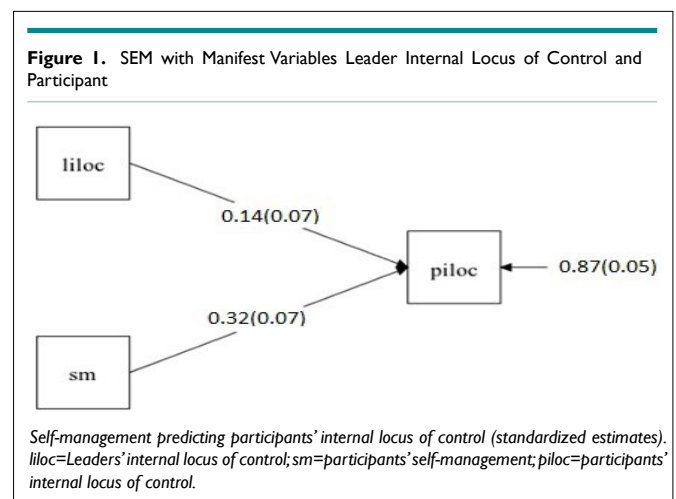 Figure 1. SEM with Manifest Variables Leader Internal Locus of Control and
Participant
liloc
0.14(0.07)
piloc
0.87(0.05)
0.32(0.07)
sm
Self-management predicting participants' internal locus of control (standardized estimates).
liloc=Leaders' internal locus of control; sm=participants' self-management; piloc=participants'
internal locus of control.